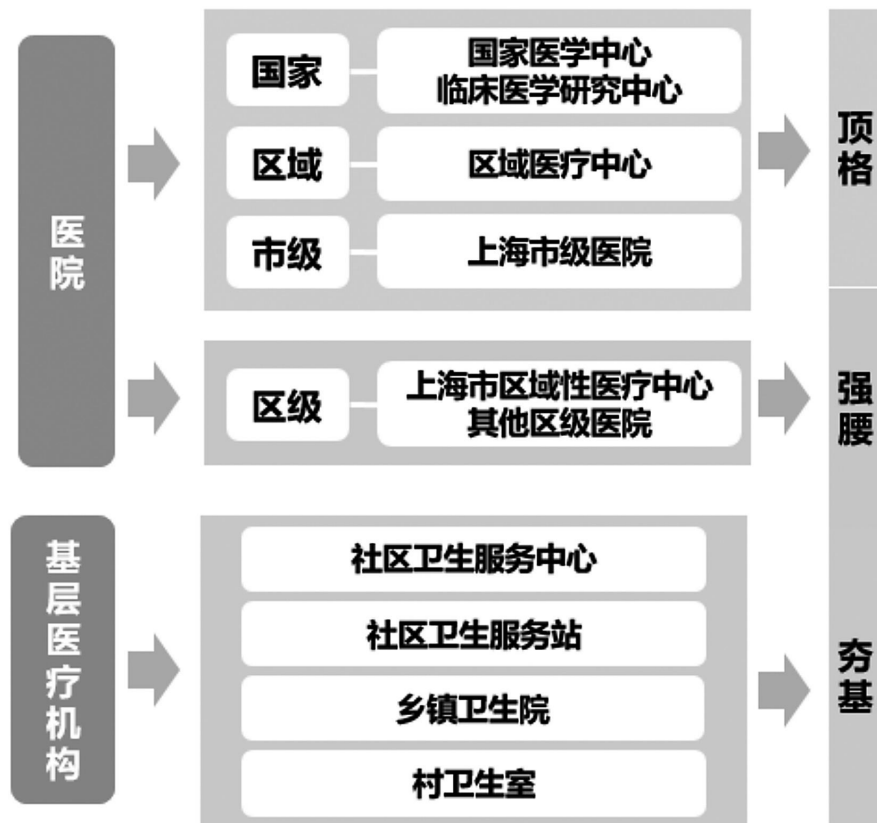 医院
国家
国家医学中心
临床医学研究中心
区域
区域医疗中心
市级
上海市级医院
顶格
区级
上海市区域性医疗中心
其他区级医院
强腰
基层医疗机构
社区卫生服务中心
社区卫生服务站
乡镇卫生院
村卫生室
夯基